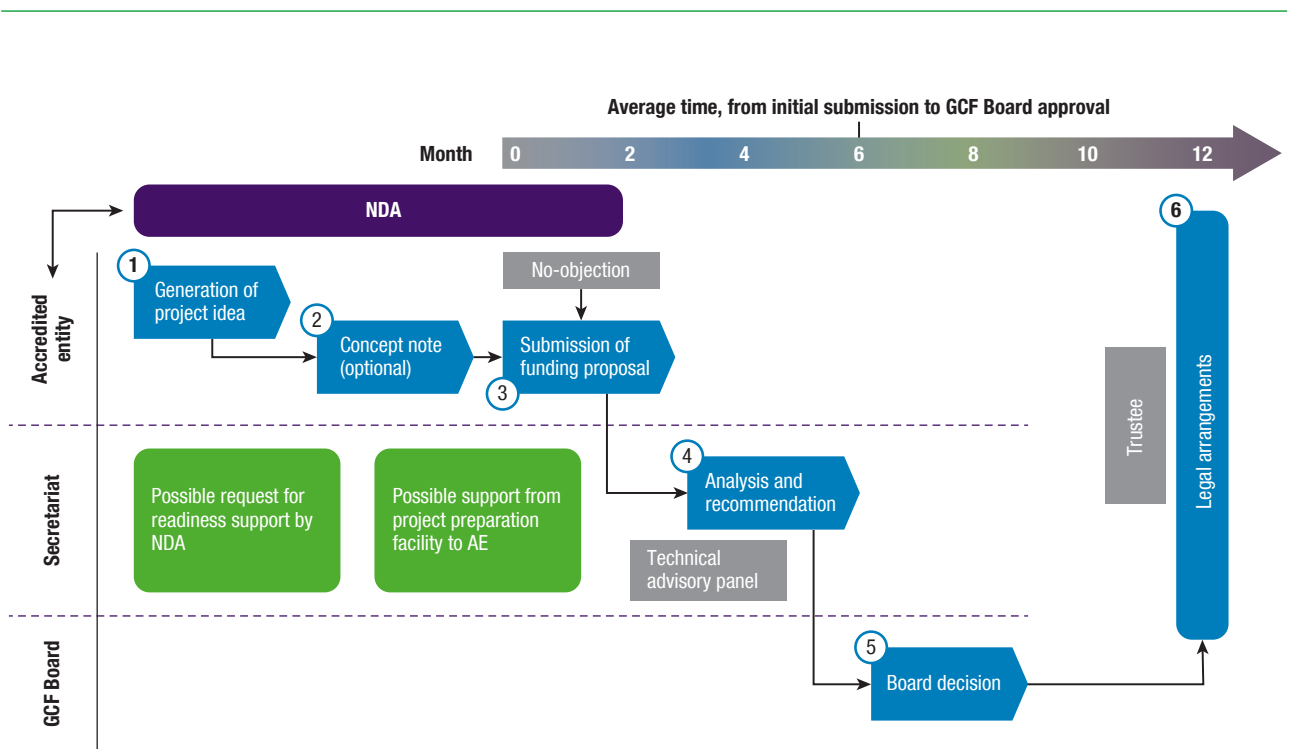 Average time, from initial submission to GCF Board approval
Month
0 2 4 6 8 10 12
NDA
1
Generation of
project idea
2
Concept note
(optional)
No-objection
Submission of
funding proposal
3
Accredited
entity
Possible request for
readiness support by
NDA
Possible support from
project preparation
facility to AE
4
Analysis and
recommendation
Technical
advisory panel
Secretariat
5
Board decision
GCF Board
Trustee
6
Legal arrangements